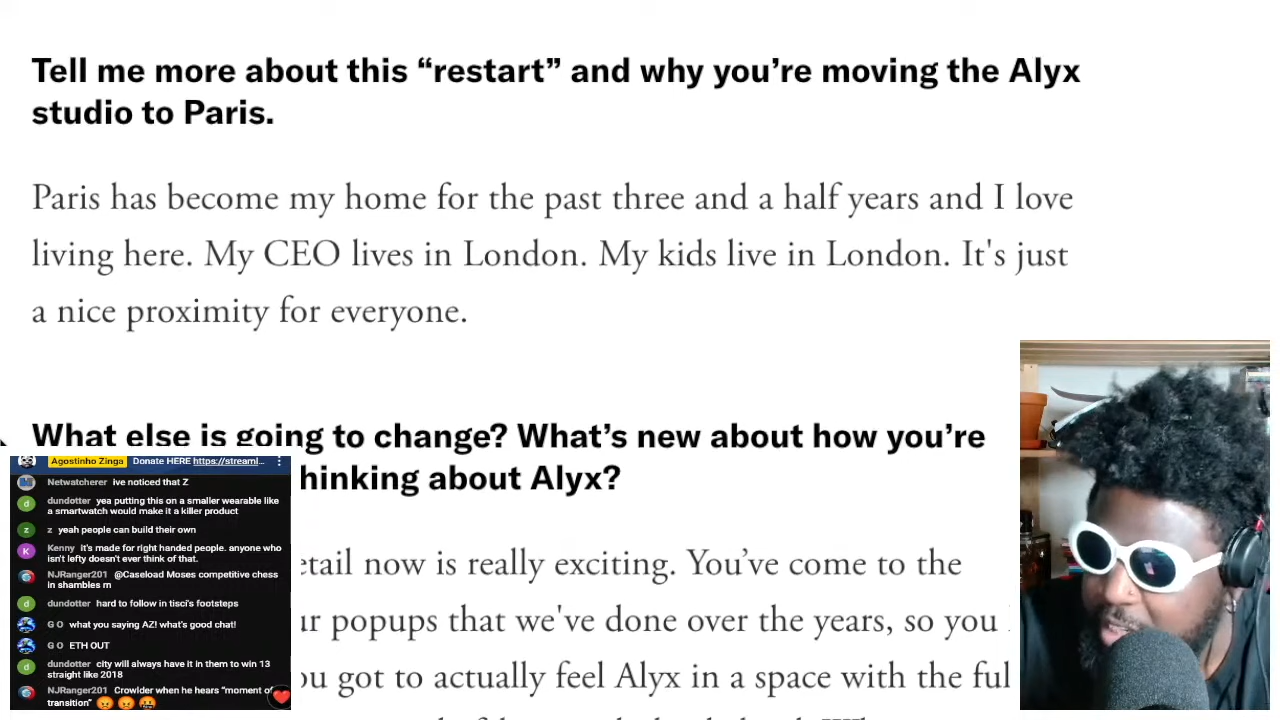 Tell me more about this “restart” and why you’re moving the Alyx
studio to Paris.
Paris has become my home for the past three and a half years and I love
living here. My CEO lives in London. My kids live in London. It's just
a nice proximity for everyone.
What else is going to change? What’s new about how you’re
thinking about Alyx?
etail now is really exciting. You’ve come to the
ur popups that we've done over the years, so you
ou got to actually feel Alyx in a space with the ful
Agostinho Zinga Donate HERE https://streaml...
Netwatcherer ive noticed that Z
dundotter yea putting this on a smaller wearable like
a smartwatch would make it a killer product
z yeah people can build their own
Kenny it's made for right handed people. anyone who
isn't lefty doesn't ever think of that.
NJRanger201 @Caseload Moses competitive chess
in shambles m
dundotter hard to follow in tisci's footsteps
G O what you saying AZ! what's good chat!
G O ETH OUT
dundotter city will always have it in them to win 13
straight like 2018
NJRanger201 Crowlder when he hears “moment of
transition” 😡 😡 🤬